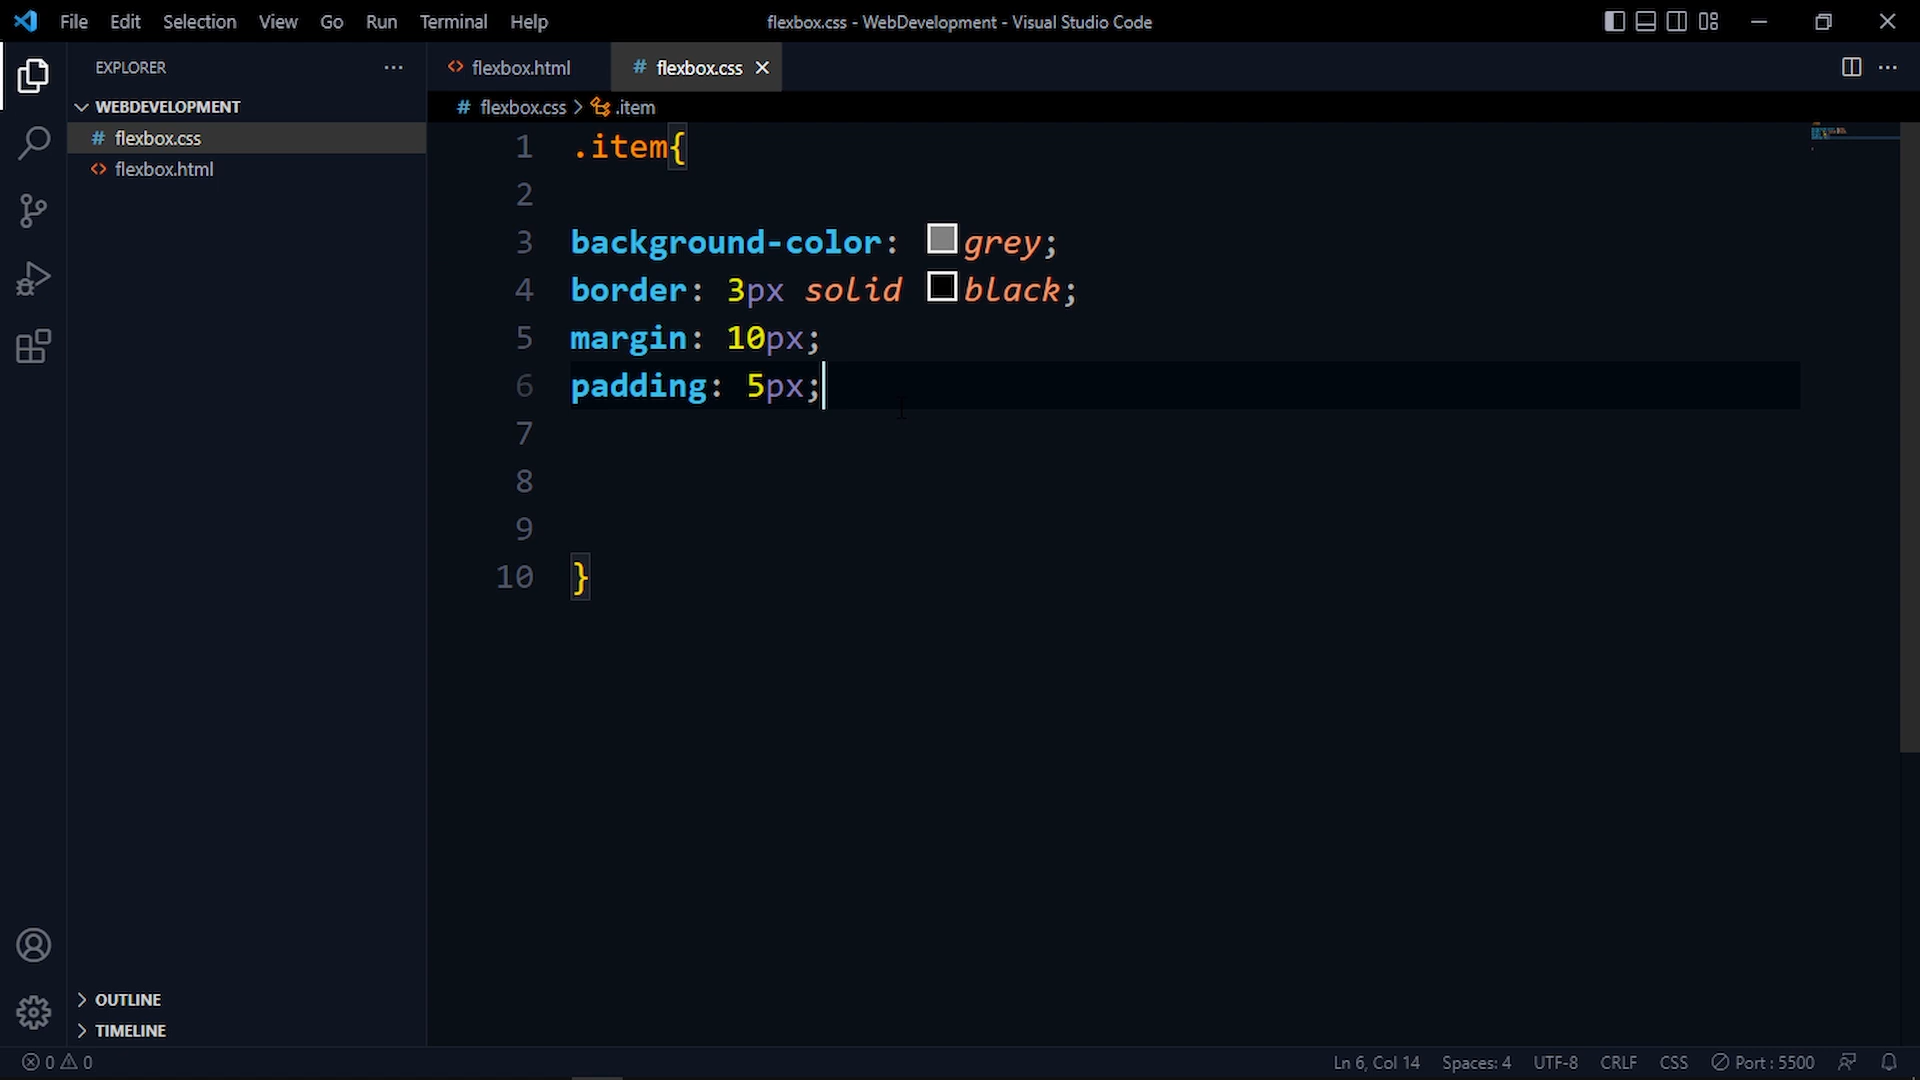 File Edit Selection View Go Run Terminal Help flexbox.css - WebDevelopment - Visual Studio Code
EXPLORER
WEBDEVELOPMENT
# flexbox.css
<> flexbox.html
OUTLINE
TIMELINE
<> flexbox.html # flexbox.css
# flexbox.css > .item
1 .item{
2
3 background-color: grey;
4 border: 3px solid black;
5 margin: 10px;
6 padding: 5px;
7
8
9
10 }
0 0 Ln 6, Col 14 Spaces: 4 UTF-8 CRLF CSS Port : 5500